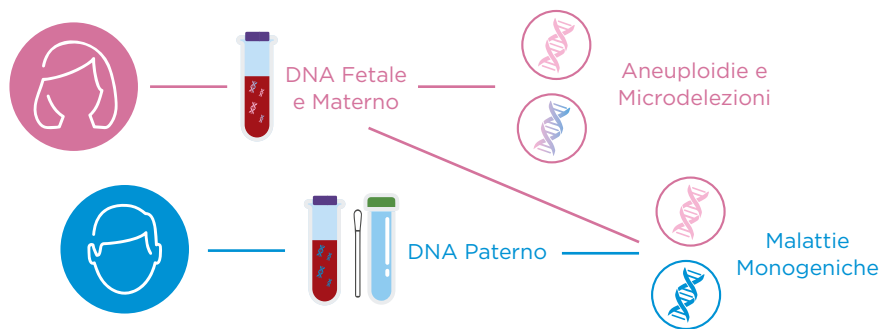 DNA Fetale
e Materno
Aneuploidie e
Microdelezioni
DNA Paterno
Malattie
Monogeniche